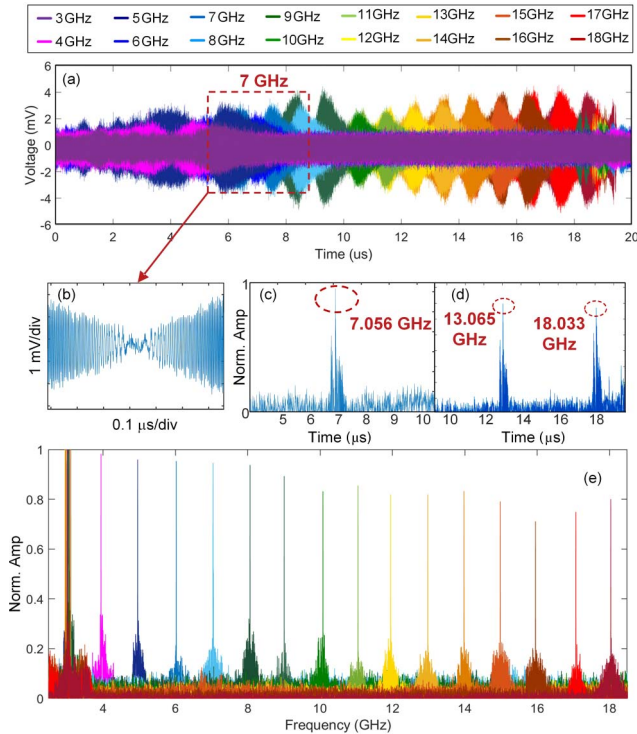 3GHz 5GHz 7GHz 9GHz 11GHz 13GHz 15GHz 17GHz
4GHz 6GHz 8GHz 10GHz 12GHz 14GHz 16GHz 18GHz
(a)
7 GHz
6
4
2
0
-2
-4
-6
Voltage (mV)
0 2 4 6 8 10 12 14 16 18 20
Time (us)
(b)
1 mV/div
0.1 μs/div
(c)
1
0
Norm. Amp
7.056 GHz
5 6 7 8 9 10
Time (μs)
(d)
13.065
GHz
18.033
GHz
10 12 14 16 18
Time (μs)
(e)
1
0.8
0.6
0.4
0.2
0
Norm. Amp
4 6 8 10 12 14 16 18
Frequency (GHz)